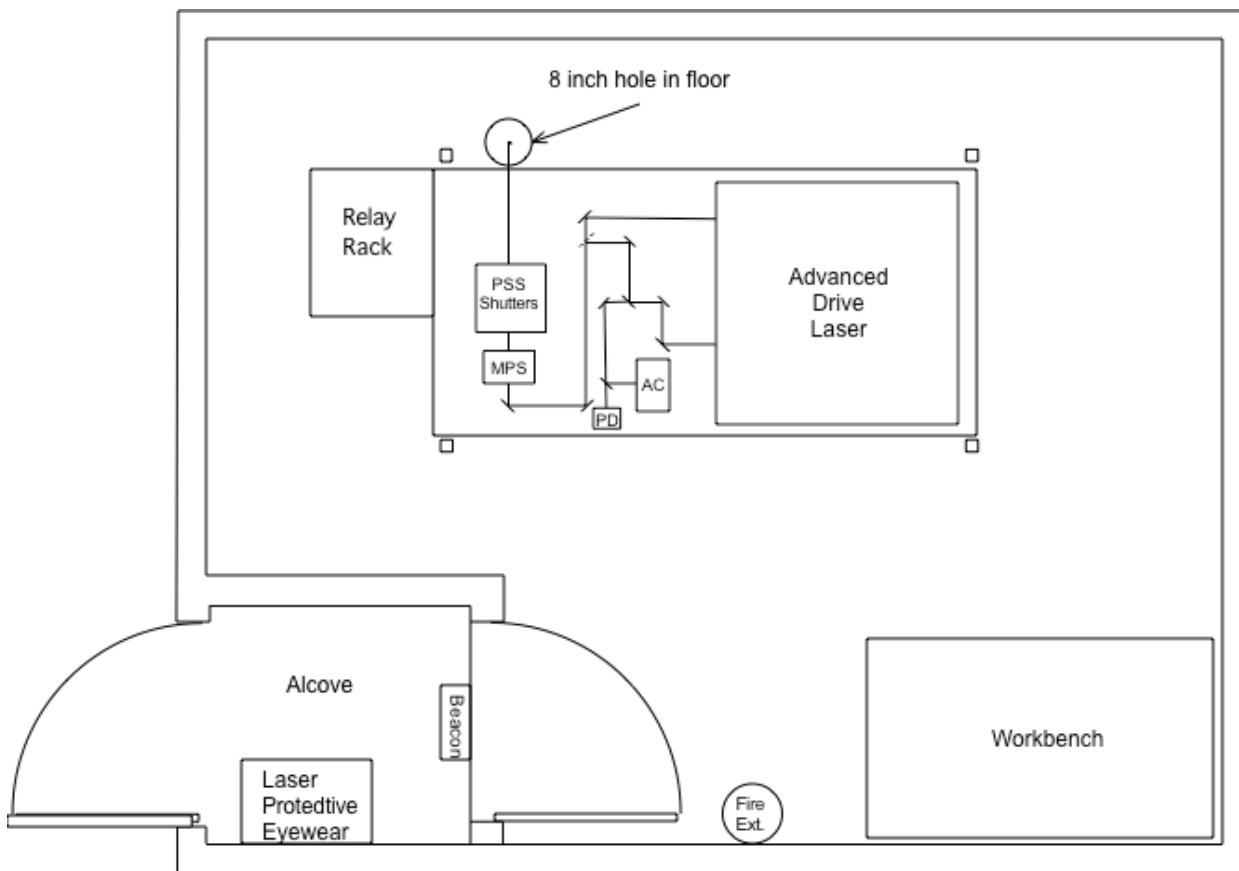 8 inch hole in floor
Relay
Rack
PSS
Shutters
MPS
AC
PD
Advanced
Drive
Laser
Alcove
Beacon
Laser
Protedtive
Eyewear
Fire
Ext.
Workbench